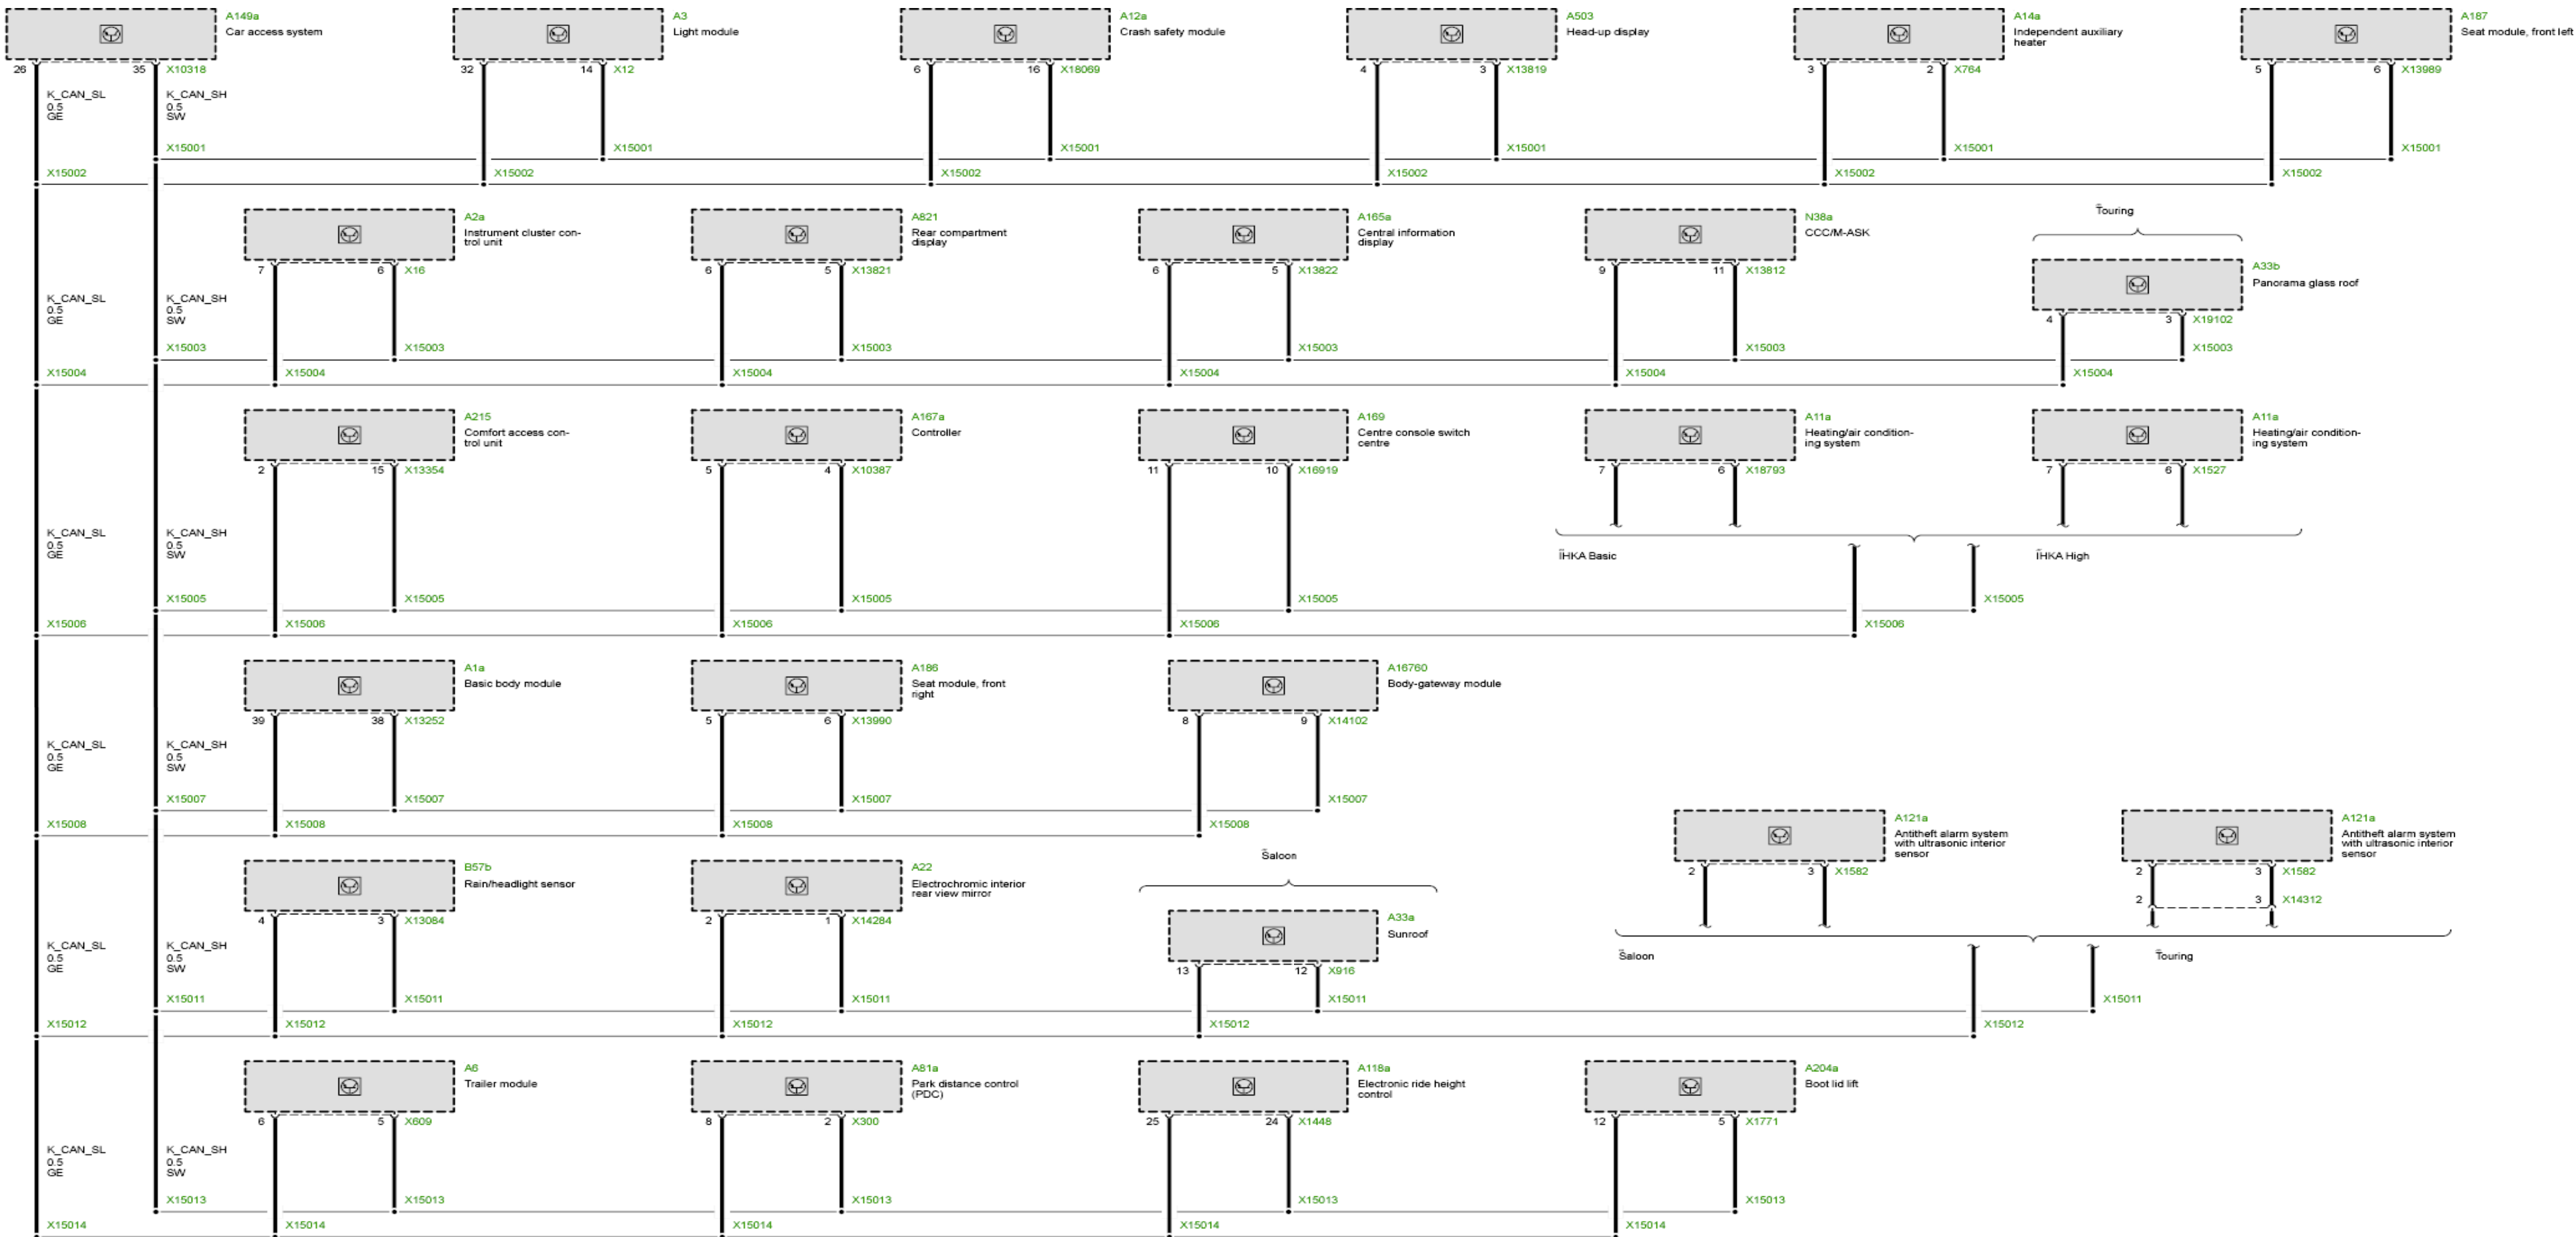 A149a
Car access system
A3
Light module
A12a
Crash safety module
A503
Head-up display
A14a
Independent auxiliary
heater
A187
Seat module, front left
26 35 X10318
32 14 X12
6 16 X18069
4 3 X13819
3 2 X764
5 6 X13989
K_CAN_SL
0.5
GE
K_CAN_SH
0.5
SW
X15001 X15001 X15001 X15001 X15001 X15001
X15002 X15002 X15002 X15002 X15002 X15002
Touring
A2a
Instrument cluster con-
trol unit
A821
Rear compartment
display
A165a
Central information
display
N38a
CCC/M-ASK
A33b
Panorama glass roof
7 6 X16
6 5 X13821
6 5 X13822
9 11 X13812
4 3 X19102
K_CAN_SL
0.5
GE
K_CAN_SH
0.5
SW
X15003 X15003 X15003 X15003 X15003 X15003
X15004 X15004 X15004 X15004 X15004 X15004
A215
Comfort access con-
trol unit
A167a
Controller
A169
Centre console switch
centre
A11a
Heating/air condition-
ing system
A11a
Heating/air condition-
ing system
2 15 X13354
5 4 X10387
11 10 X16919
7 6 X18793
7 6 X1527
K_CAN_SL
0.5
GE
K_CAN_SH
0.5
SW
IHKA Basic
IHKA High
X15005 X15005 X15005 X15005 X15005
X15006 X15006 X15006 X15006 X15006
A1a
Basic body module
A186
Seat module, front
right
A16760
Body-gateway module
39 38 X13252
5 6 X13990
8 9 X14102
K_CAN_SL
0.5
GE
K_CAN_SH
0.5
SW
X15007 X15007 X15007 X15007
X15008 X15008 X15008 X15008
A121a
Antitheft alarm system
with ultrasonic interior
sensor
A121a
Antitheft alarm system
with ultrasonic interior
sensor
Saloon
B57b
Rain/headlight sensor
A22
Electrochromic interior
rear view mirror
2 3 X1582
2 3 X1582
2 3 X14312
A33a
Sunroof
4 3 X13084
2 1 X14284
13 12 X916
K_CAN_SL
0.5
GE
K_CAN_SH
0.5
SW
Saloon
Touring
X15011 X15011 X15011 X15011 X15011
X15012 X15012 X15012 X15012 X15012
A6
Trailer module
A81a
Park distance control
(PDC)
A118a
Electronic ride height
control
A204a
Boot lid lift
6 5 X609
8 2 X300
25 24 X1448
12 5 X1771
K_CAN_SL
0.5
GE
K_CAN_SH
0.5
SW
X15013 X15013 X15013 X15013 X15013
X15014 X15014 X15014 X15014 X15014